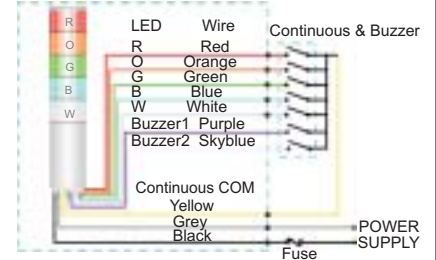 R
O
G
B
W
LED Wire
Continuous & Buzzer
R Red
O Orange
G Green
B Blue
W White
Buzzer1 Purple
Buzzer2 Skyblue
Continuous COM
Yellow
Grey
Black
POWER
SUPPLY
Fuse